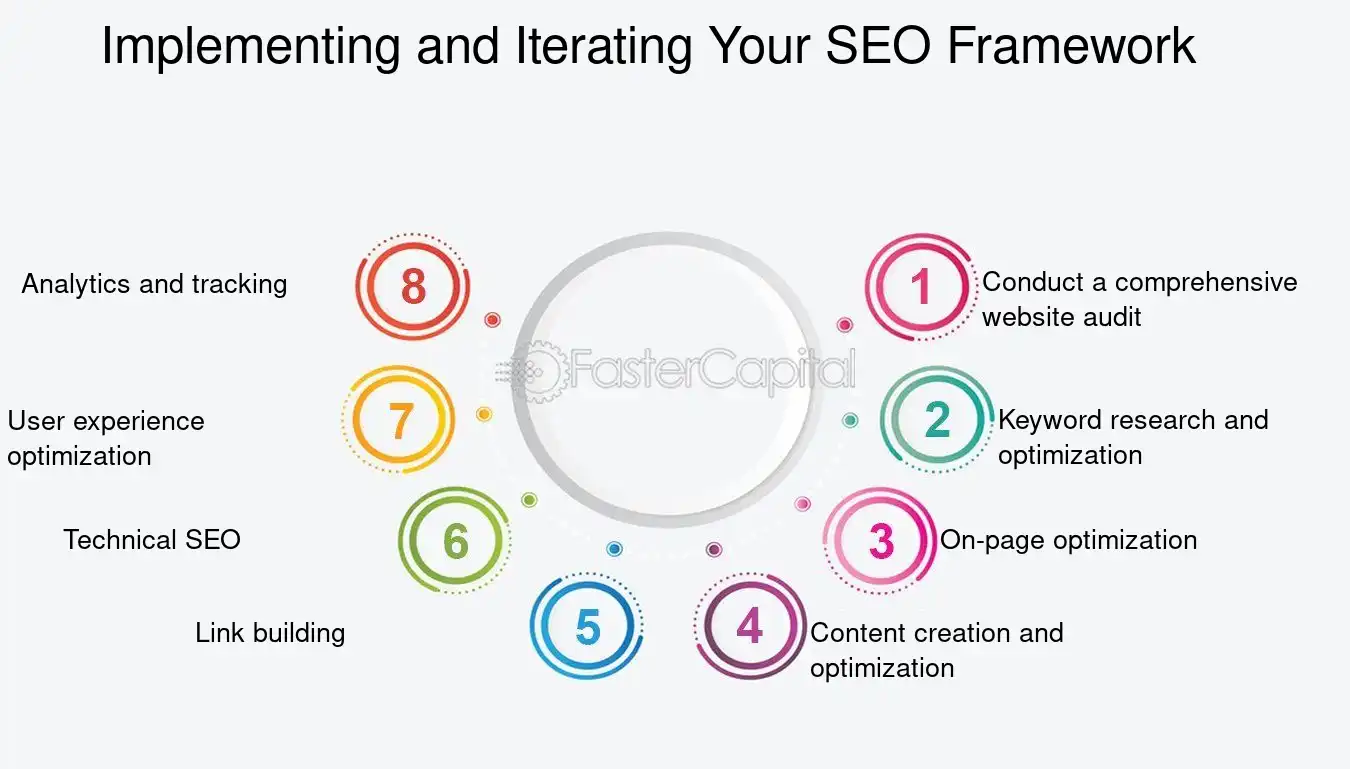 Implementing and Iterating Your SEO Framework
1
Conduct a comprehensive
website audit
2
Keyword research and
optimization
3
On-page optimization
4
Content creation and
optimization
5
Link building
6
Technical SEO
7
User experience
optimization
8
Analytics and tracking
FasterCapital